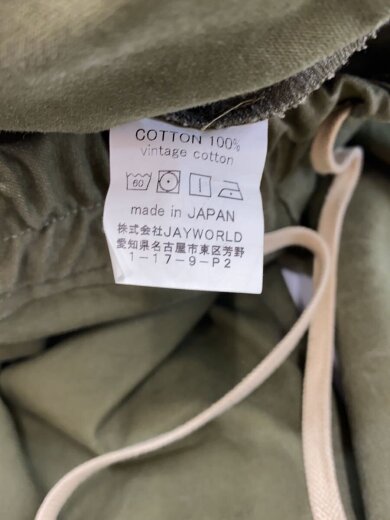 COTTON 100%
vintage cotton
60
made in JAPAN
株式会社JAYWORLD
愛知県名古屋市東区芳野
1-17-9-P2